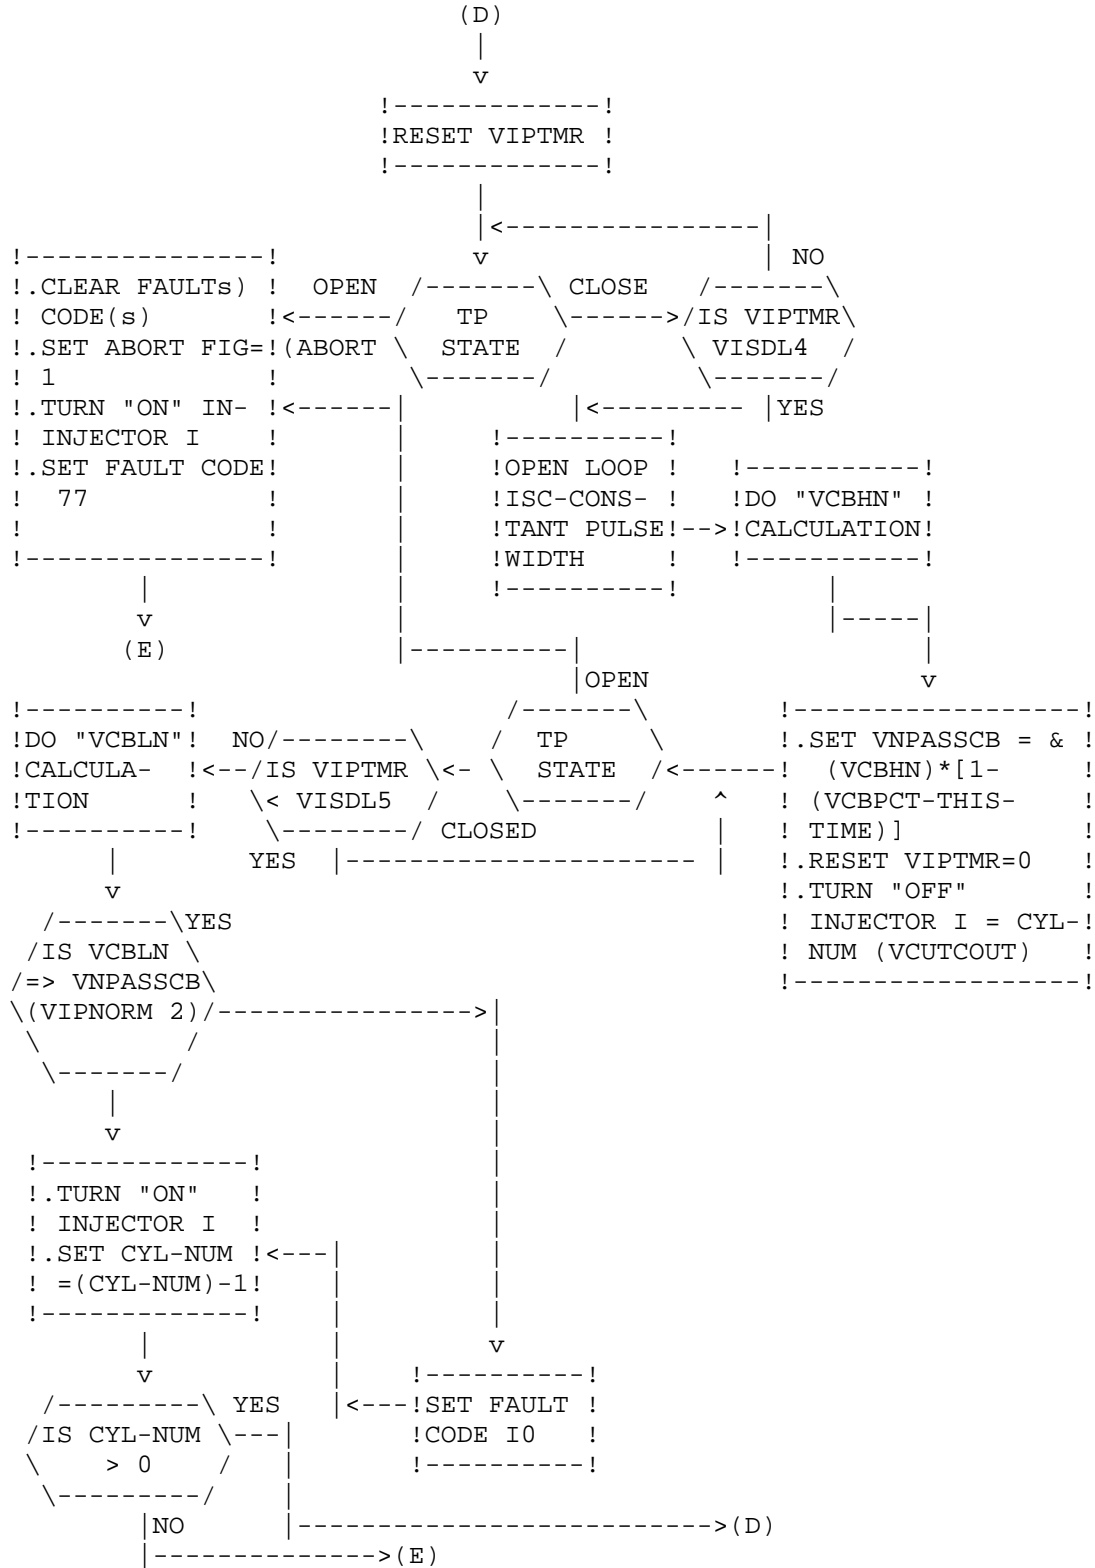 (D)
|
v
!-------------!
!RESET VIPTMR !
!-------------!
|
|<----------------|
!---------------! v | NO
!.CLEAR FAULTs) ! OPEN /-------\ CLOSE /-------\
! CODE(s) !<------/ TP \------>/IS VIPTMR\
!.SET ABORT FIG=!(ABORT \ STATE / \ VISDL4 /
! 1 ! \-------/ \-------/
!.TURN "ON" IN- !<------| |<--------- |YES
! INJECTOR I ! | !----------!
!.SET FAULT CODE! | !OPEN LOOP ! !-----------!
! 77 ! | !ISC-CONS- ! !DO "VCBHN" !
! ! | !TANT PULSE!-->!CALCULATION!
!---------------! | !WIDTH ! !-----------!
| | !----------! |
v | |-----|
(E) |----------| |
|OPEN v
!----------! /-------\ !------------------!
!DO "VCBLN"! NO/--------\ / TP \ !.SET VNPASSCB = & !
!CALCULA- !<--/IS VIPTMR \<- \ STATE /<------! (VCBHN)*[1- !
!TION ! \< VISDL5 / \-------/ ^ ! (VCBPCT-THIS- !
!----------! \--------/ CLOSED | ! TIME)] !
| YES |---------------------- | !.RESET VIPTMR=0 !
v !.TURN "OFF" !
/-------\YES ! INJECTOR I = CYL-!
/IS VCBLN \ ! NUM (VCUTCOUT) !
/=> VNPASSCB\ !------------------!
\(VIPNORM 2)/---------------->|
\ / |
\-------/ |
| |
v |
!-------------! |
!.TURN "ON" ! |
! INJECTOR I ! |
!.SET CYL-NUM !<---| |
! =(CYL-NUM)-1! | |
!-------------! | |
| | v
v | !----------!
/---------\ YES |<---!SET FAULT !
/IS CYL-NUM \---| !CODE I0 !
\ > 0 / | !----------!
\---------/ |
|NO |-------------------------->(D)
|-------------->(E)